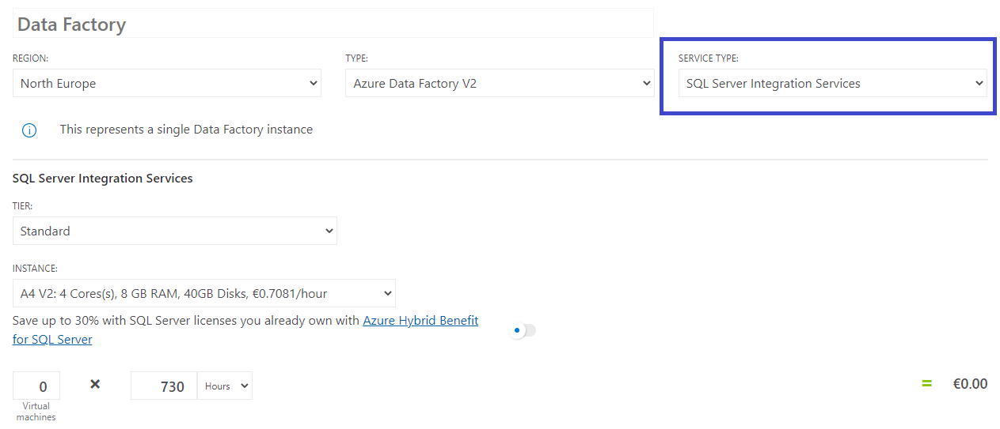 Data Factory
REGION:
TYPE:
SERVICE TYPE:
North Europe
Azure Data Factory V2
SQL Server Integration Services
This represents a single Data Factory instance
SQL Server Integration Services
TIER:
Standard
INSTANCE:
A4 V2: 4 Cores(s), 8 GB RAM, 40GB Disks, €0.7081/hour
Save up to 30% with SQL Server licenses you already own with Azure Hybrid Benefit
for SQL Server
0 × 730 Hours = €0.00
Virtual
machines